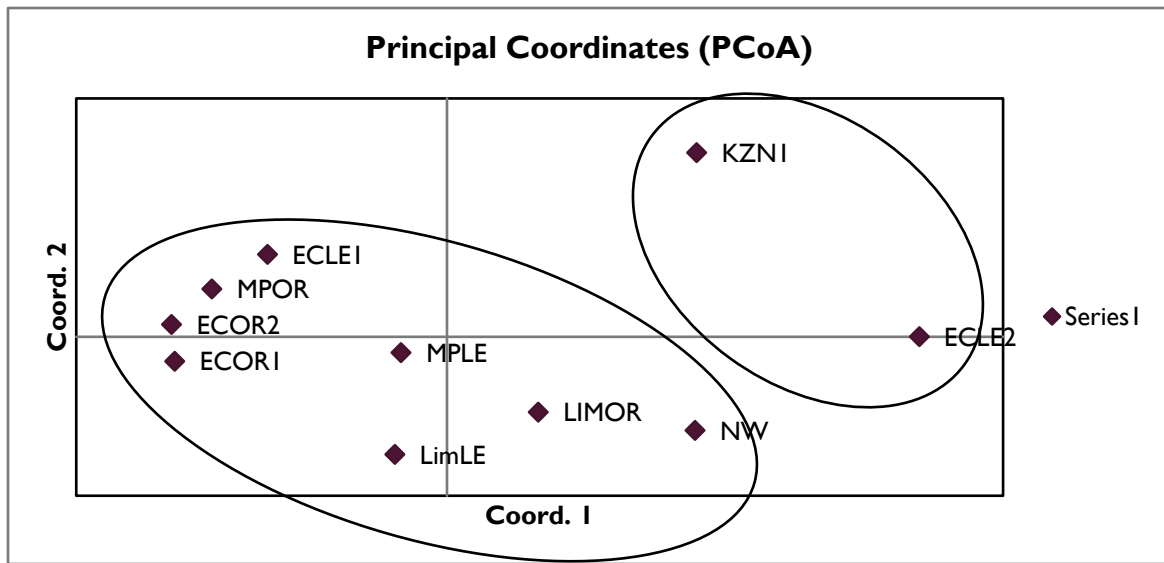 Principal Coordinates (PCoA)
KZN1
ECLE1
MPOR
ECOR2
ECOR1
MPLE
LIMOR
NW
LimLE
ECLE2
Series1
Coord. 2
Coord. 1